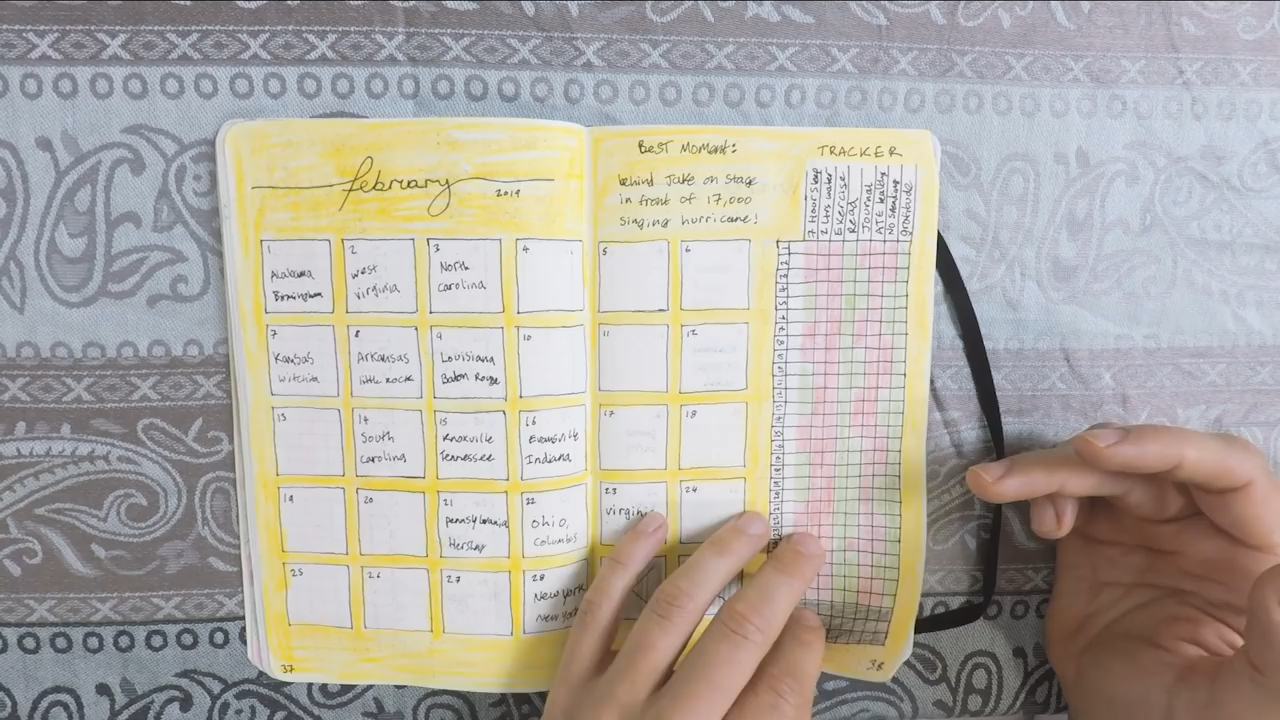 february
2019
1
Alabama
Birmingham
2
West
virginia
3
North
carolina
4
7
Kansas
Witchita
8
Arkansas
little rock
9
Louisiana
Baton Rouge
10
13
14
South
Carolina
15
Knoxville
Tennessee
16
Evansville
Indiana
19
20
21
pennsylvania
Hershey
22
Ohio,
Columbus
25
26
27
28
New york
New York
37
BEST MOMENT:
behind Jake on stage
in front of 17,000
singing hurricane!
5
6
11
12
17
18
23
virginia
24
TRACKER
7 Hour sleep
2 Ltrs water
Exercise
Read
Journal
ATE healthy
No smoking
gratitude
38